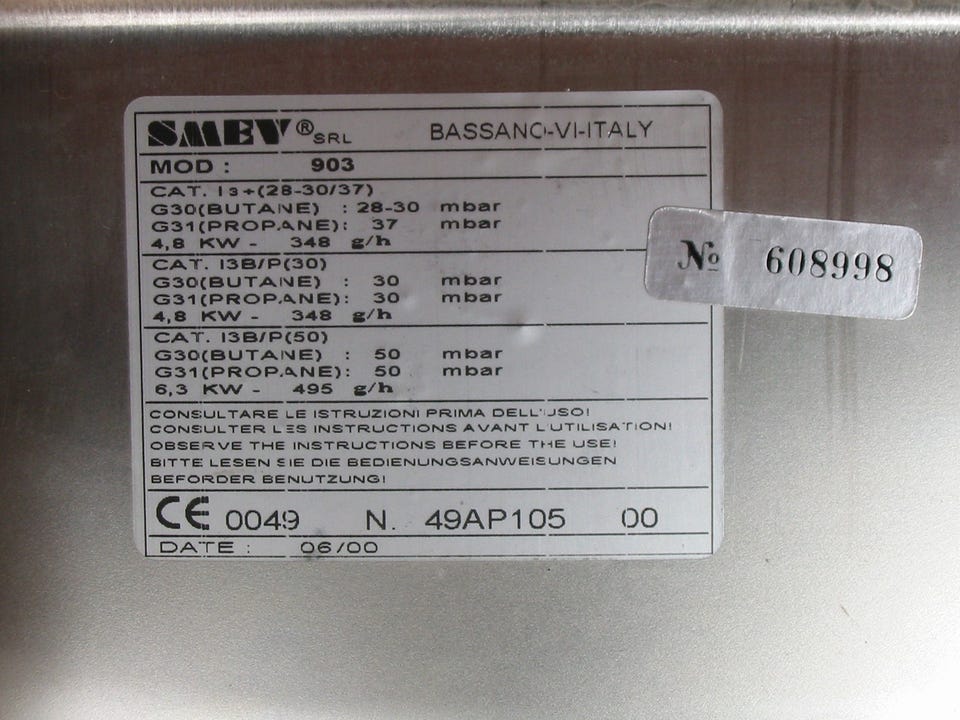 SMEV ® SRL BASSANO-VI-ITALY
MOD : 903
CAT. I3+(28-30/37)
G30(BUTANE) : 28-30 mbar
G31(PROPANE): 37 mbar
4,8 KW - 348 g/h
CAT. I3B/P(30)
G30(BUTANE) : 30 mbar
G31(PROPANE): 30 mbar
4,8 KW - 348 g/h
CAT. I3B/P(50)
G30(BUTANE) : 50 mbar
G31(PROPANE): 50 mbar
6,3 KW - 495 g/h
CONSULTARE LE ISTRUZIONI PRIMA DELL'USO!
CONSULTER LES INSTRUCTIONS AVANT L'UTILISATION!
OBSERVE THE INSTRUCTIONS BEFORE THE USE!
BITTE LESEN SIE DIE BEDIENUNGSANWEISUNGEN
BEFORDER BENUTZUNG!
CE 0049 N. 49AP105 00
DATE : 06/00
№ 608998